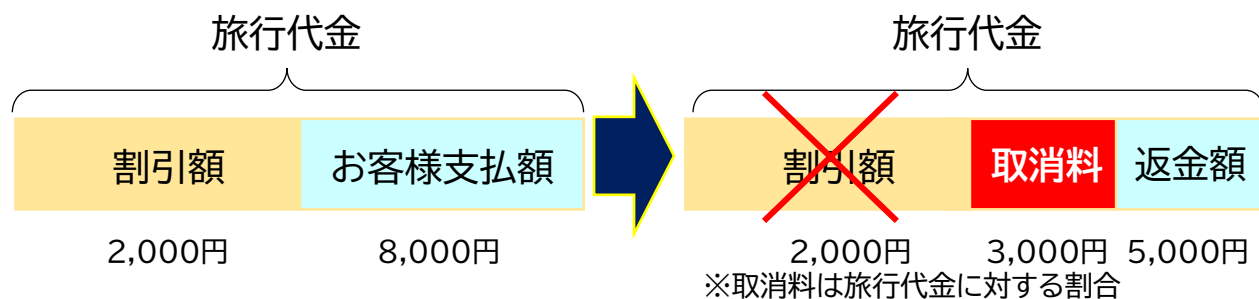 旅行代金
旅行代金
割引額
お客様支払額
割引額
取消料
返金額
2,000円
8,000円
2,000円
3,000円
5,000円
※取消料は旅行代金に対する割合